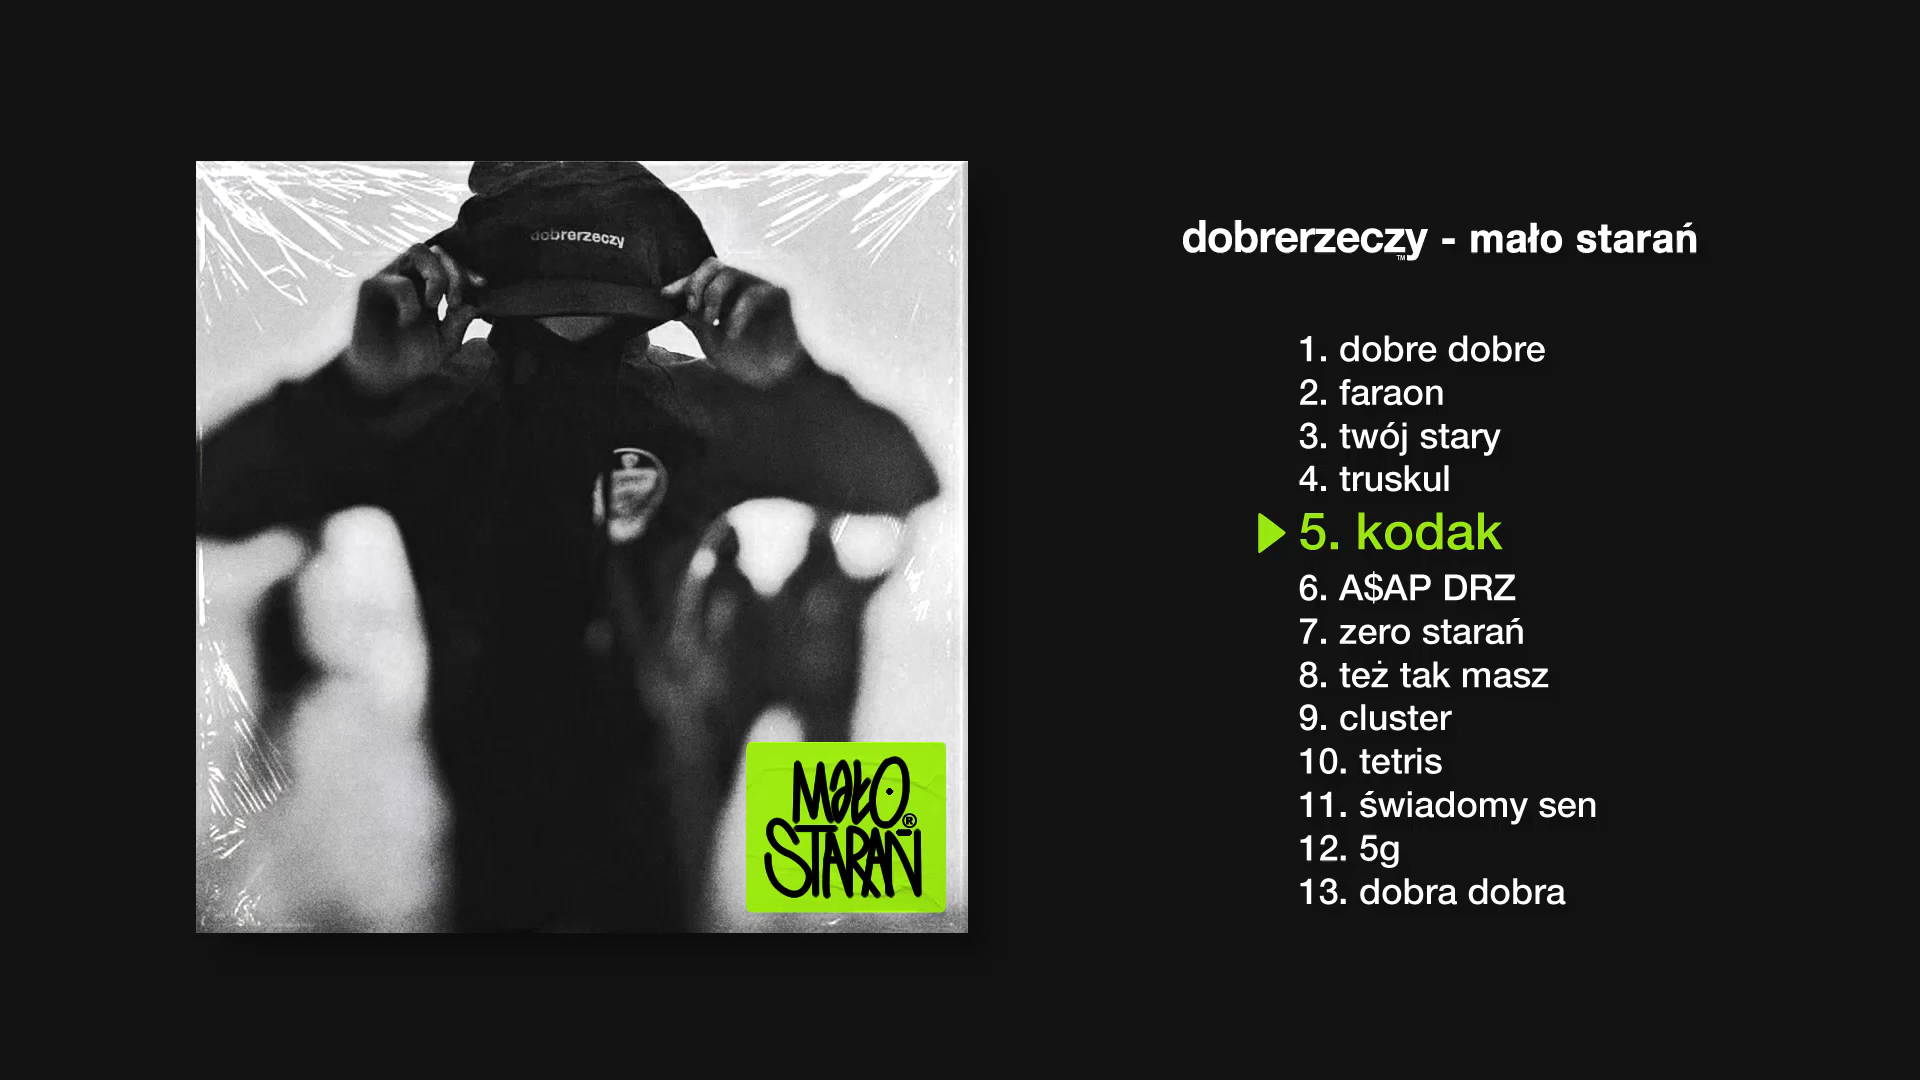 dobrerzeczy
MałO®
STARAŃ
dobrerzeczy™ - mało starań
1. dobre dobre
2. faraon
3. twój stary
4. truskul
5. kodak
6. A$AP DRZ
7. zero starań
8. też tak masz
9. cluster
10. tetris
11. świadomy sen
12. 5g
13. dobra dobra